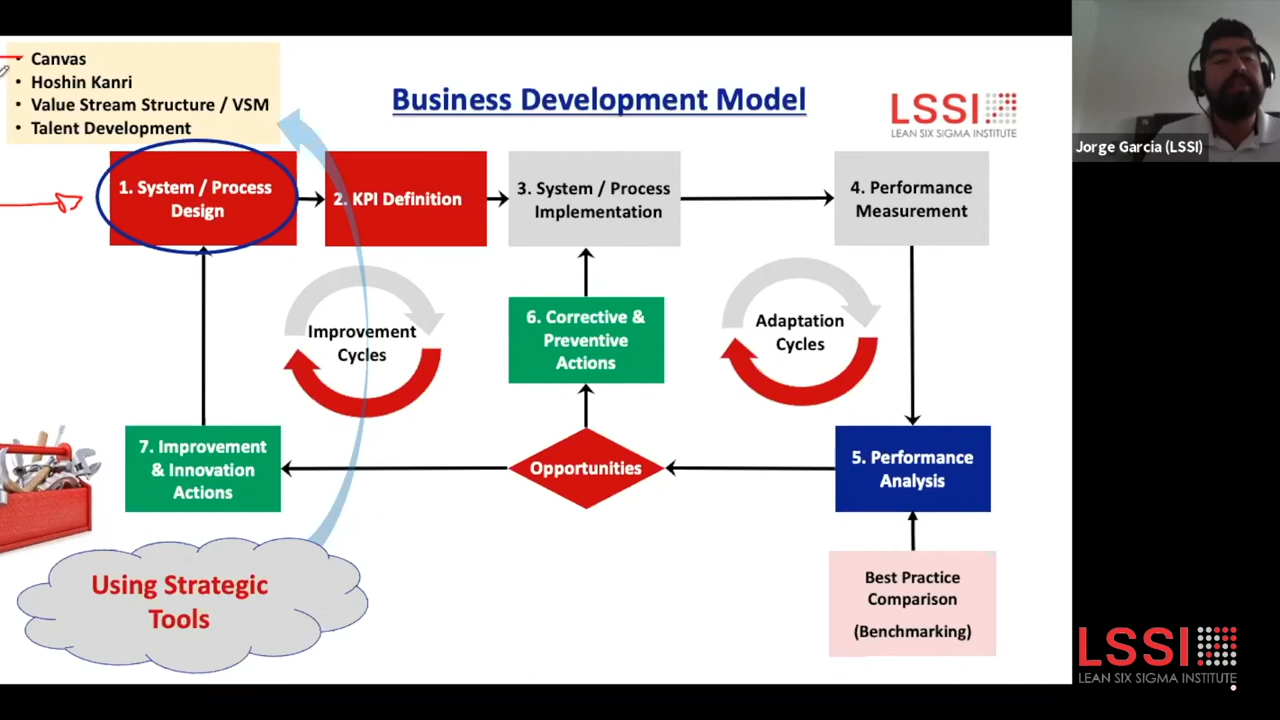 Canvas
Hoshin Kanri
Value Stream Structure / VSM
Talent Development
Business Development Model
LSSI
LEAN SIX SIGMA INSTITUTE
Jorge Garcia (LSSI)
1. System / Process
Design
2. KPI Definition
3. System / Process
Implementation
4. Performance
Measurement
Improvement
Cycles
6. Corrective &
Preventive
Actions
Adaptation
Cycles
7. Improvement
& Innovation
Actions
Opportunities
5. Performance
Analysis
Using Strategic
Tools
Best Practice
Comparison
(Benchmarking)
LSSI
LEAN SIX SIGMA INSTITUTE